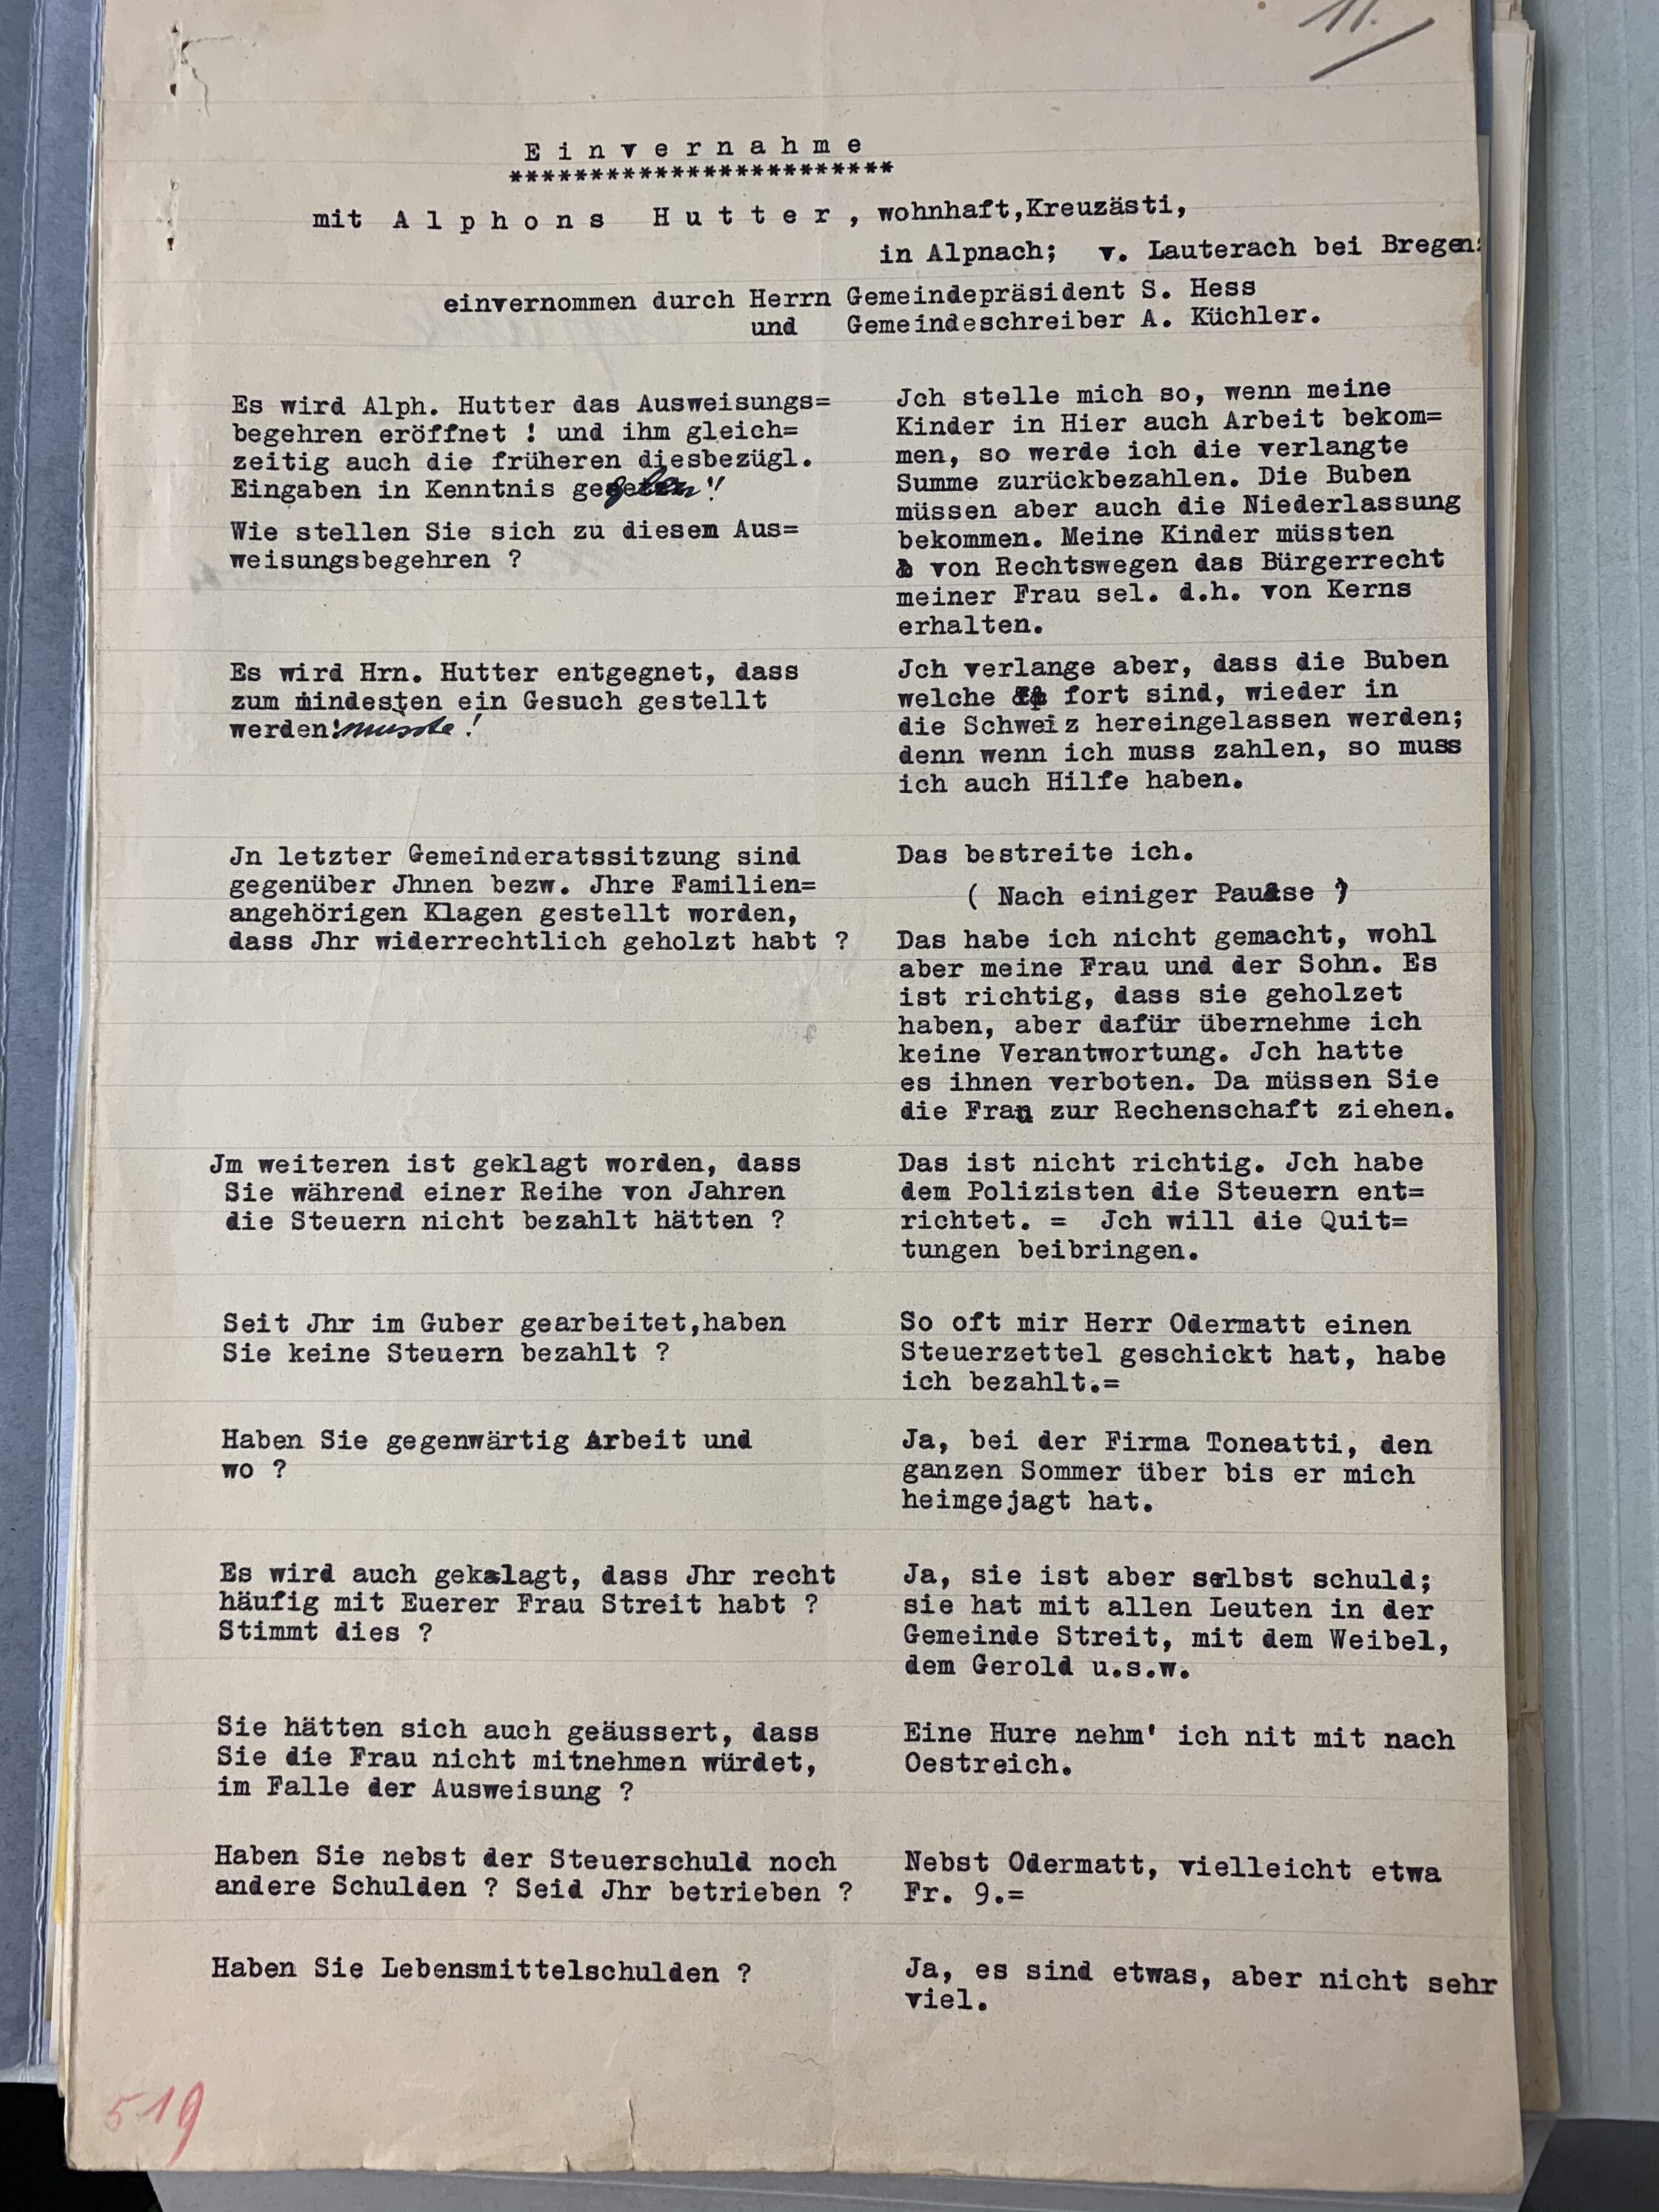 11.
Einvernahme
************************
mit Alphons Hutter, wohnhaft,Kreuzästi,
in Alpnach; v. Lauterach bei Bregen
einvernommen durch Herrn Gemeindepräsident S. Hess
und Gemeindeschreiber A. Küchler.
Es wird Alph. Hutter das Ausweisungs=
begehren eröffnet ! und ihm gleich=
zeitig auch die früheren diesbezügl.
Eingaben in Kenntnis gegeben!
Wie stellen Sie sich zu diesem Aus=
weisungsbegehren ?
Jch stelle mich so, wenn meine
Kinder in Hier auch Arbeit bekom=
men, so werde ich die verlangte
Summe zurückbezahlen. Die Buben
müssen aber auch die Niederlassung
bekommen. Meine Kinder müssten
von Rechtswegen das Bürgerrecht
meiner Frau sel. d.h. von Kerns
erhalten.
Es wird Hrn. Hutter entgegnet, dass
zum mindesten ein Gesuch gestellt
werden! müsste !
Jch verlange aber, dass die Buben
welche fort sind, wieder in
die Schweiz hereingelassen werden;
denn wenn ich muss zahlen, so muss
ich auch Hilfe haben.
Jn letzter Gemeinderatssitzung sind
gegenüber Jhnen bezw. Jhre Familien=
angehörigen Klagen gestellt worden,
dass Jhr widerrechtlich geholzt habt ?
Das bestreite ich.
( Nach einiger Pause )
Das habe ich nicht gemacht, wohl
aber meine Frau und der Sohn. Es
ist richtig, dass sie geholzet
haben, aber dafür übernehme ich
keine Verantwortung. Jch hatte
es ihnen verboten. Da müssen Sie
die Frau zur Rechenschaft ziehen.
Jm weiteren ist geklagt worden, dass
Sie während einer Reihe von Jahren
die Steuern nicht bezahlt hätten ?
Das ist nicht richtig. Jch habe
dem Polizisten die Steuern ent=
richtet. = Jch will die Quit=
tungen beibringen.
Seit Jhr im Guber gearbeitet,haben
Sie keine Steuern bezahlt ?
So oft mir Herr Odermatt einen
Steuerzettel geschickt hat, habe
ich bezahlt.=
Haben Sie gegenwärtig Arbeit und
wo ?
Ja, bei der Firma Toneatti, den
ganzen Sommer über bis er mich
heimgejagt hat.
Es wird auch gekalagt, dass Jhr recht
häufig mit Euerer Frau Streit habt ?
Stimmt dies ?
Ja, sie ist aber selbst schuld;
sie hat mit allen Leuten in der
Gemeinde Streit, mit dem Weibel,
dem Gerold u.s.w.
Sie hätten sich auch geäussert, dass
Sie die Frau nicht mitnehmen würdet,
im Falle der Ausweisung ?
Eine Hure nehm' ich nit mit nach
Oestreich.
Haben Sie nebst der Steuerschuld noch
andere Schulden ? Seid Jhr betrieben ?
Nebst Odermatt, vielleicht etwa
Fr. 9.=
Haben Sie Lebensmittelschulden ?
Ja, es sind etwas, aber nicht sehr
viel.
519